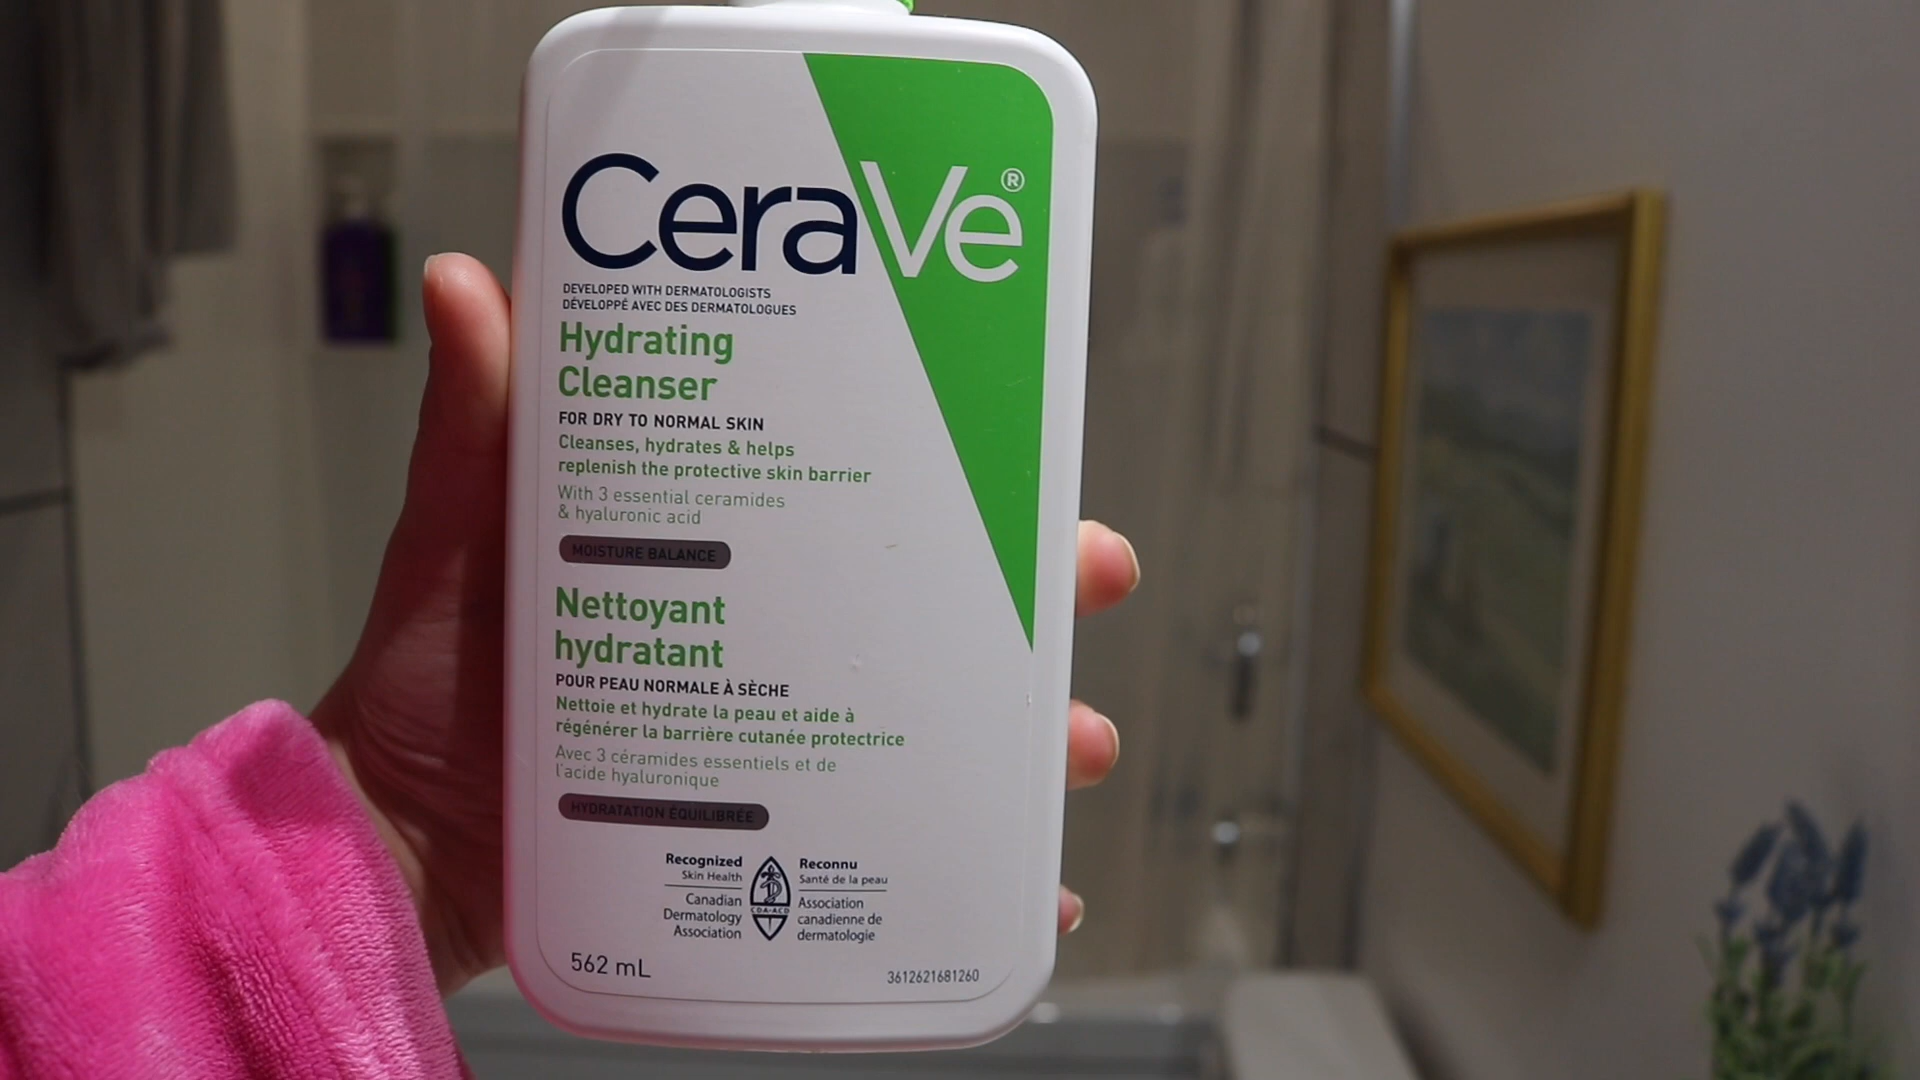 CeraVe®
DEVELOPED WITH DERMATOLOGISTS
DÉVELOPPÉ AVEC DES DERMATOLOGUES
Hydrating
Cleanser
FOR DRY TO NORMAL SKIN
Cleanses, hydrates & helps
replenish the protective skin barrier
With 3 essential ceramides
& hyaluronic acid
MOISTURE BALANCE
Nettoyant
hydratant
POUR PEAU NORMALE À SÈCHE
Nettoie et hydrate la peau et aide à
régénérer la barrière cutanée protectrice
Avec 3 céramides essentiels et de
l'acide hyaluronique
HYDRATATION ÉQUILIBRÉE
Recognized
Skin Health
Canadian
Dermatology
Association
CDA-ACD
Reconnu
Santé de la peau
Association
canadienne de
dermatologie
562 mL
3612621681260